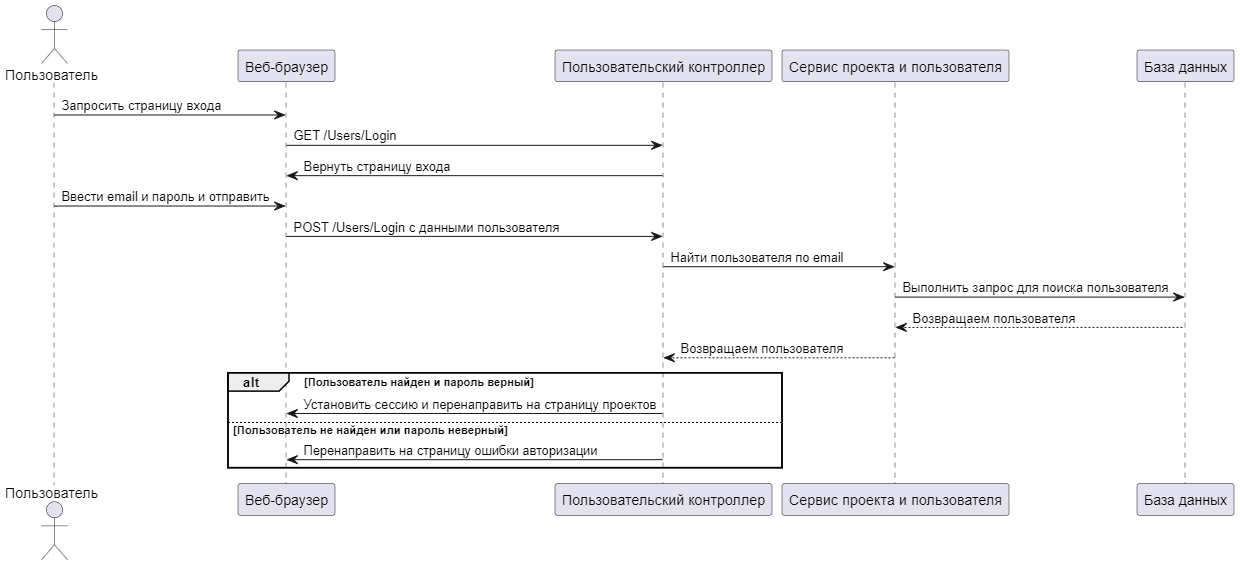 Пользователь
Веб-браузер
Пользовательский контроллер
Сервис проекта и пользователя
База данных
Запросить страницу входа
GET /Users/Login
Вернуть страницу входа
Ввести email и пароль и отправить
POST /Users/Login с данными пользователя
Найти пользователя по email
Выполнить запрос для поиска пользователя
Возвращаем пользователя
Возвращаем пользователя
alt
[Пользователь найден и пароль верный]
Установить сессию и перенаправить на страницу проектов
[Пользователь не найден или пароль неверный]
Перенаправить на страницу ошибки авторизации
Пользователь
Веб-браузер
Пользовательский контроллер
Сервис проекта и пользователя
База данных